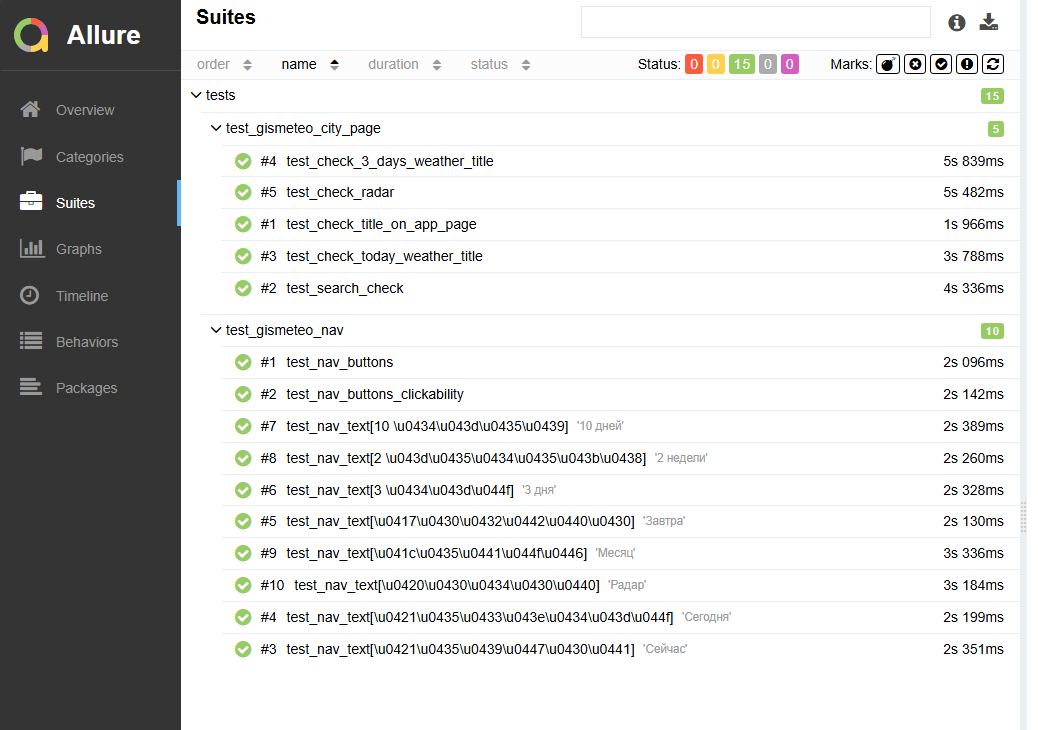 Allure
Overview
Categories
Suites
Graphs
Timeline
Behaviors
Packages
Suites
order name duration status Status: 0 0 15 0 0 Marks:
tests 15
test_gismeteo_city_page 5
#4 test_check_3_days_weather_title 5s 839ms
#5 test_check_radar 5s 482ms
#1 test_check_title_on_app_page 1s 966ms
#3 test_check_today_weather_title 3s 788ms
#2 test_search_check 4s 336ms
test_gismeteo_nav 10
#1 test_nav_buttons 2s 096ms
#2 test_nav_buttons_clickability 2s 142ms
#7 test_nav_text[10 \u0434\u043d\u0435\u0439] '10 дней' 2s 389ms
#8 test_nav_text[2 \u043d\u0435\u0434\u0435\u043b\u0438] '2 недели' 2s 260ms
#6 test_nav_text[3 \u0434\u043d\u044f] '3 дня' 2s 328ms
#5 test_nav_text[\u0417\u0430\u0432\u0442\u0440\u0430] 'Завтра' 2s 130ms
#9 test_nav_text[\u041c\u0435\u0441\u044f\u0446] 'Месяц' 3s 336ms
#10 test_nav_text[\u0420\u0430\u0434\u0430\u0440] 'Радар' 3s 184ms
#4 test_nav_text[\u0421\u0435\u0433\u043e\u0434\u043d\u044f] 'Сегодня' 2s 199ms
#3 test_nav_text[\u0421\u0435\u0439\u0447\u0430\u0441] 'Сейчас' 2s 351ms